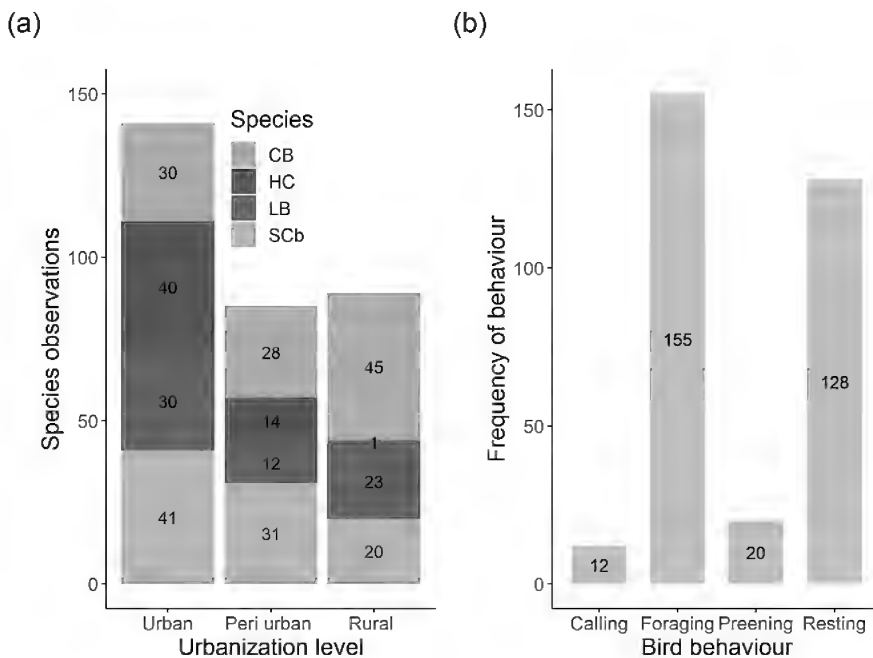 (a)
150
100
50
0
Species observations
Species
CB
HC
LB
SCb
30
40
30
41
28
14
12
31
45
1
23
20
Urban Peri urban Rural
Urbanization level
(b)
150
100
50
0
Frequency of behaviour
12
155
20
128
Calling Foraging Preening Resting
Bird behaviour